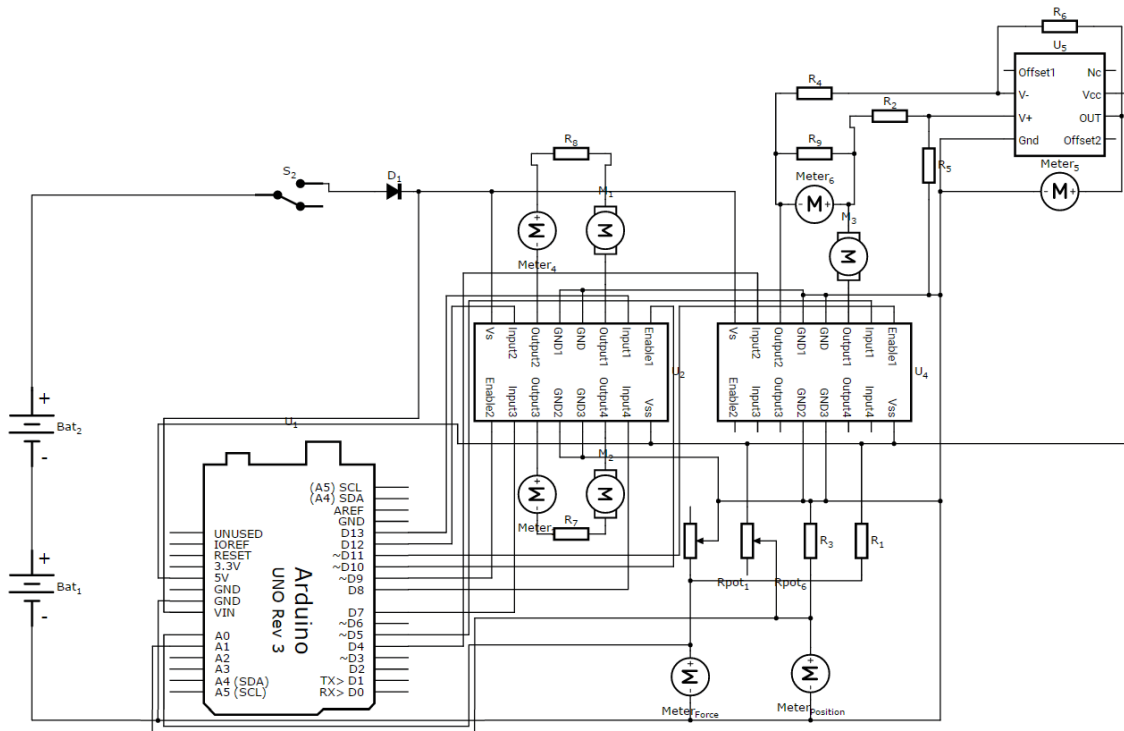 R6
U5
Offset1 Nc
V- Vcc
V+ OUT
Gnd Offset2
R4
R2
R9
R5
Meter6
Meter5
R8
S2
D1
M1
M3
Meter4
Vs Input2 Output2 GND1 GND Output1 Input1 Enable1
Enable2 Input3 Output3 GND2 GND3 Output4 Input4 Vss
U2
Vs Input2 Output2 GND1 GND Output1 Input1 Enable1
Enable2 Input3 Output3 GND2 GND3 Output4 Input4 Vss
U4
+
Bat2
-
+
Bat1
-
U1
M2
Meter
R7
Rpot1
Rpot6
R3
R1
Arduino
UNO Rev 3
UNUSED
IOREF
RESET
3.3V
5V
GND
GND
VIN
A0
A1
A2
A3
A4 (SDA)
A5 (SCL)
(A5) SCL
(A4) SDA
AREF
GND
D13
D12
~D11
~D10
~D9
D8
D7
~D6
~D5
D4
~D3
D2
TX> D1
RX> D0
MeterForce
MeterPosition